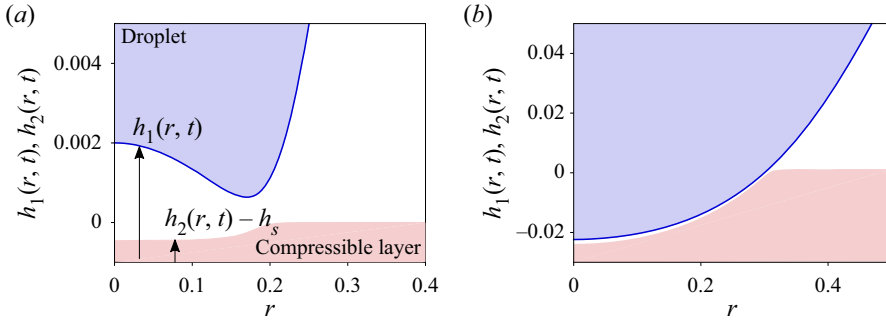 (a)
Droplet
0.004
0.002
0
h₁(r, t), h₂(r, t)
h₁(r, t)
h₂(r, t) – hₛ
Compressible layer
0 0.1 0.2 0.3 0.4
r
(b)
0.04
0.02
0
−0.02
h₁(r, t), h₂(r, t)
0 0.2 0.4
r